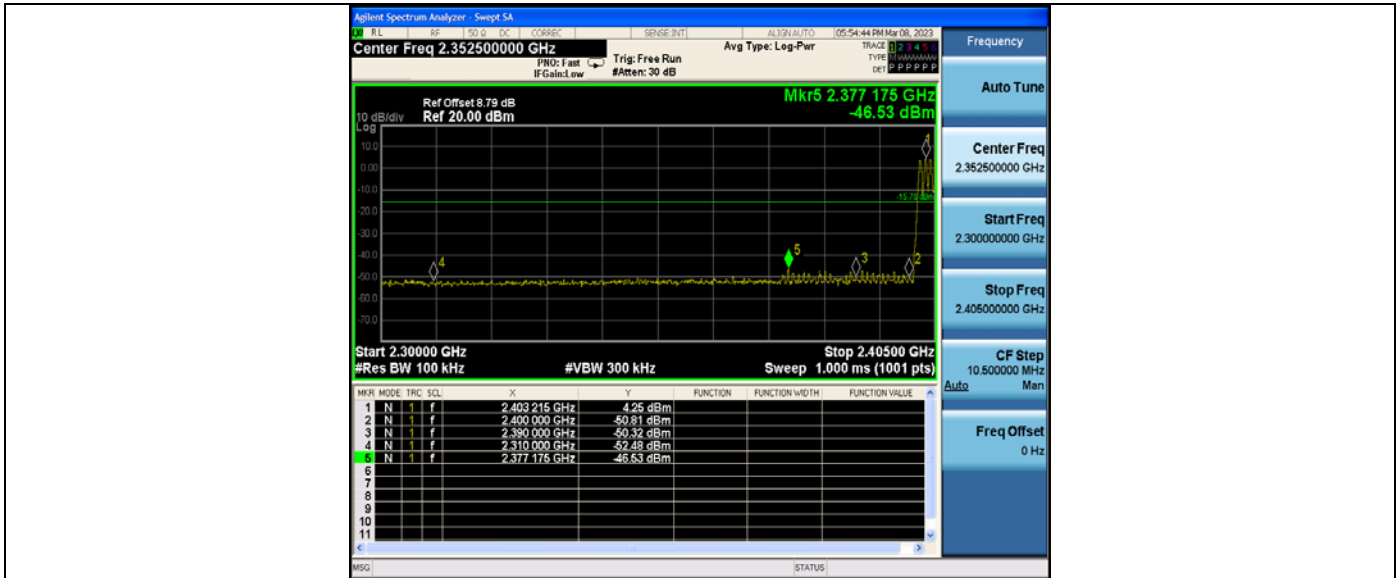 Agilent Spectrum Analyzer - Swept SA
RL RF 50 Ω DC CORREC SENSE:INT ALIGN AUTO 05:54:44 PM Mar 08, 2023
Center Freq 2.352500000 GHz
PNO: Fast
IFGain:Low
Trig: Free Run
#Atten: 30 dB
Avg Type: Log-Pwr
TRACE 1 2 3 4 5 6
TYPE M
DET P P P P P P
Mkr5 2.377 175 GHz
-46.53 dBm
Ref Offset 8.79 dB
10 dB/div Ref 20.00 dBm
Log
10.0
0.00
-10.0
-15.75 dBm
-20.0
-30.0
-40.0
-50.0
-60.0
-70.0
1
4
5
3
2
Start 2.30000 GHz Stop 2.40500 GHz
#Res BW 100 kHz #VBW 300 kHz Sweep 1.000 ms (1001 pts)
MKR MODE TRC SCL X Y FUNCTION FUNCTION WIDTH FUNCTION VALUE
1 N 1 f 2.403 215 GHz 4.25 dBm
2 N 1 f 2.400 000 GHz -50.81 dBm
3 N 1 f 2.390 000 GHz -50.32 dBm
4 N 1 f 2.310 000 GHz -52.48 dBm
5 N 1 f 2.377 175 GHz -46.53 dBm
6
7
8
9
10
11
MSG STATUS
Frequency
Auto Tune
Center Freq
2.352500000 GHz
Start Freq
2.300000000 GHz
Stop Freq
2.405000000 GHz
CF Step
10.500000 MHz
Auto Man
Freq Offset
0 Hz